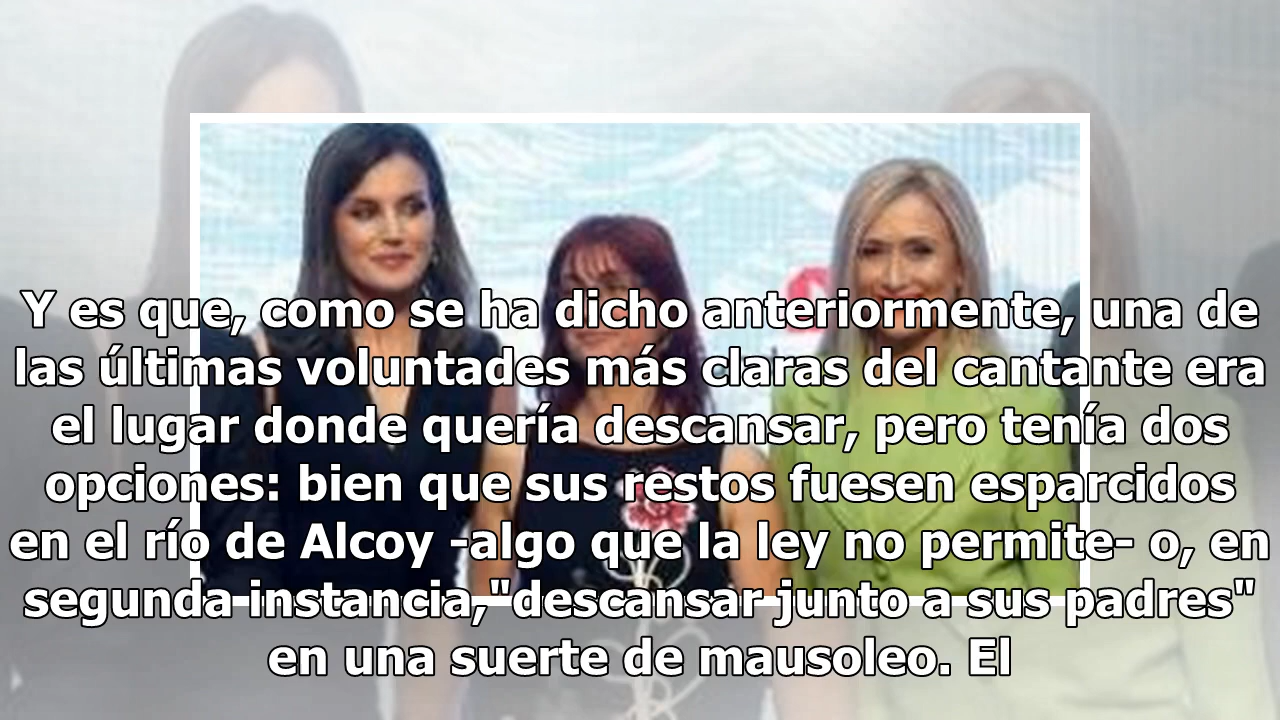 Y es que, como se ha dicho anteriormente, una de
las últimas voluntades más claras del cantante era
el lugar donde quería descansar, pero tenía dos
opciones: bien que sus restos fuesen esparcidos
en el río de Alcoy -algo que la ley no permite- o, en
segunda instancia,"descansar junto a sus padres"
en una suerte de mausoleo. El